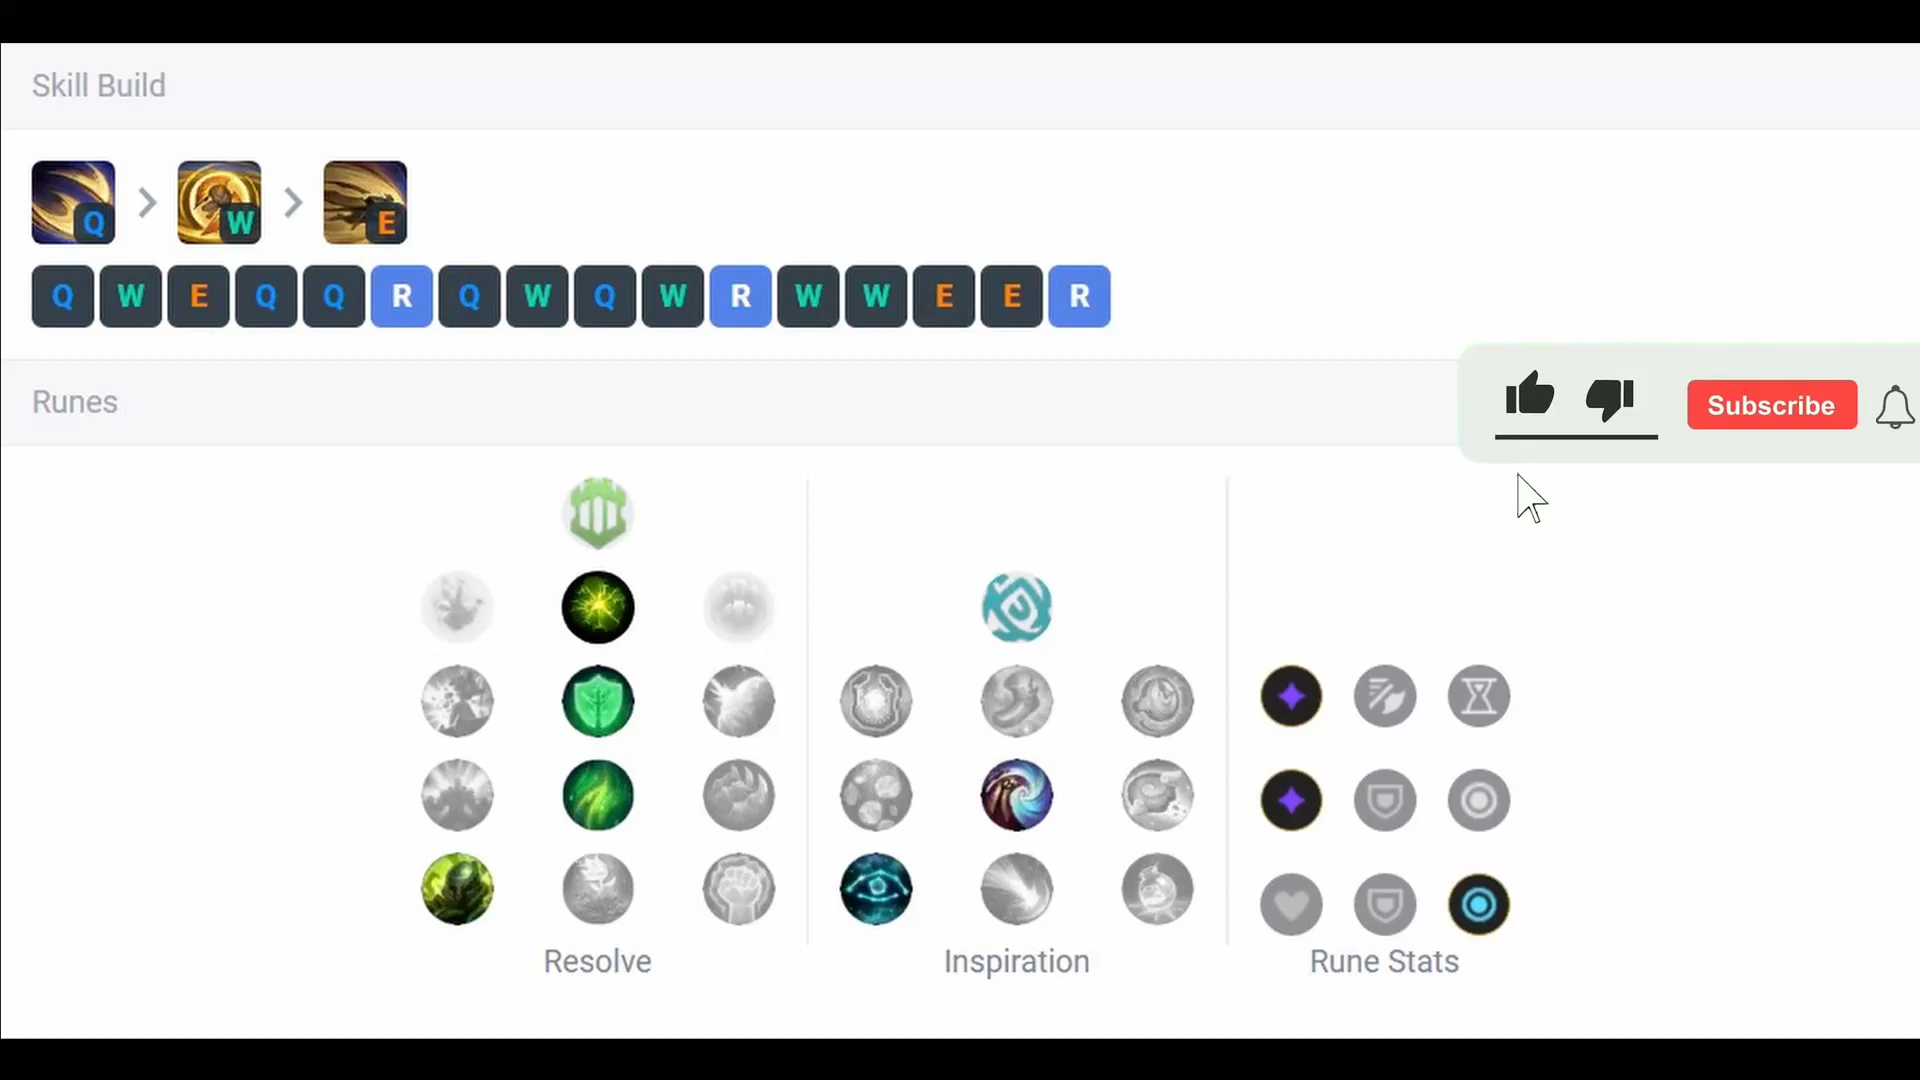 Skill Build
Q W E
Q W E Q Q R Q W Q W R W W E E R
Runes
Subscribe
Resolve Inspiration Rune Stats